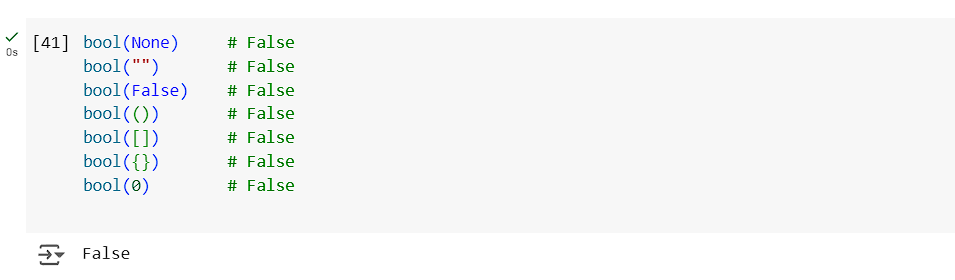 [41] bool(None)     # False
bool("")       # False
bool(False)    # False
bool(())       # False
bool([])       # False
bool({})       # False
bool(0)        # False
0s
False